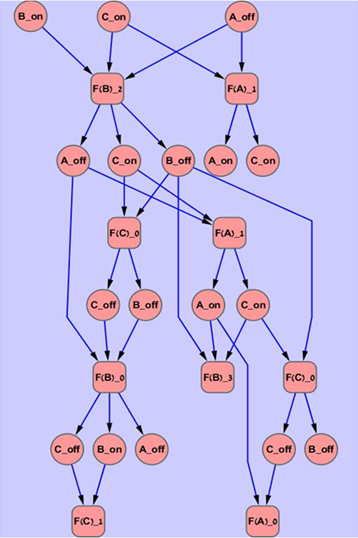 B_on C_on A_off
F(B)_2 F(A)_1
A_off C_on B_off A_on C_on
F(C)_0 F(A)_1
C_off B_off A_on C_on
F(B)_0 F(B)_3 F(C)_0
C_off B_on A_off C_off B_off
F(C)_1 F(A)_0